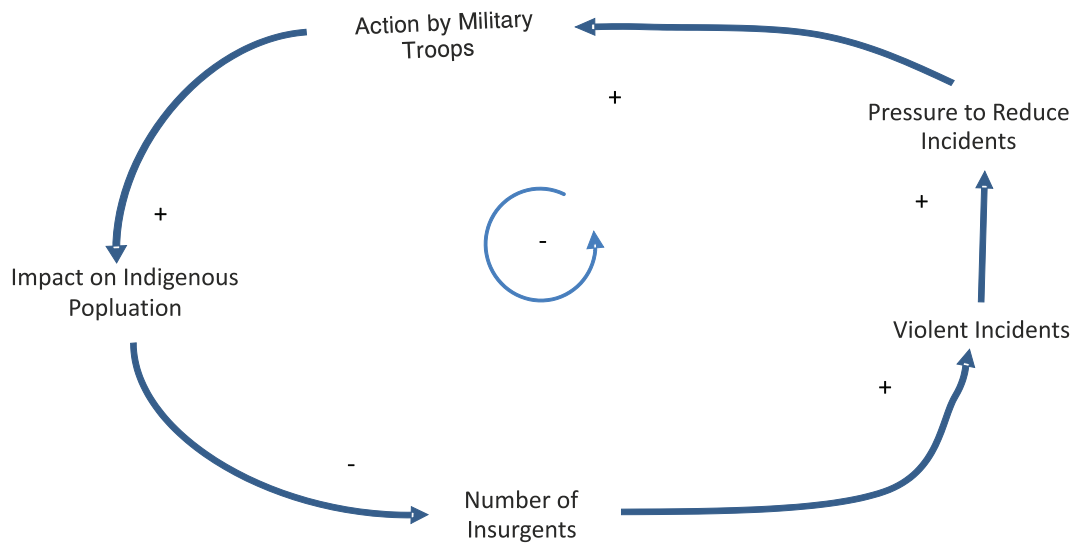 Action by Military
Troops
+
Pressure to Reduce
Incidents
+
+
-
Impact on Indigenous
Popluation
Violent Incidents
+
-
Number of
Insurgents